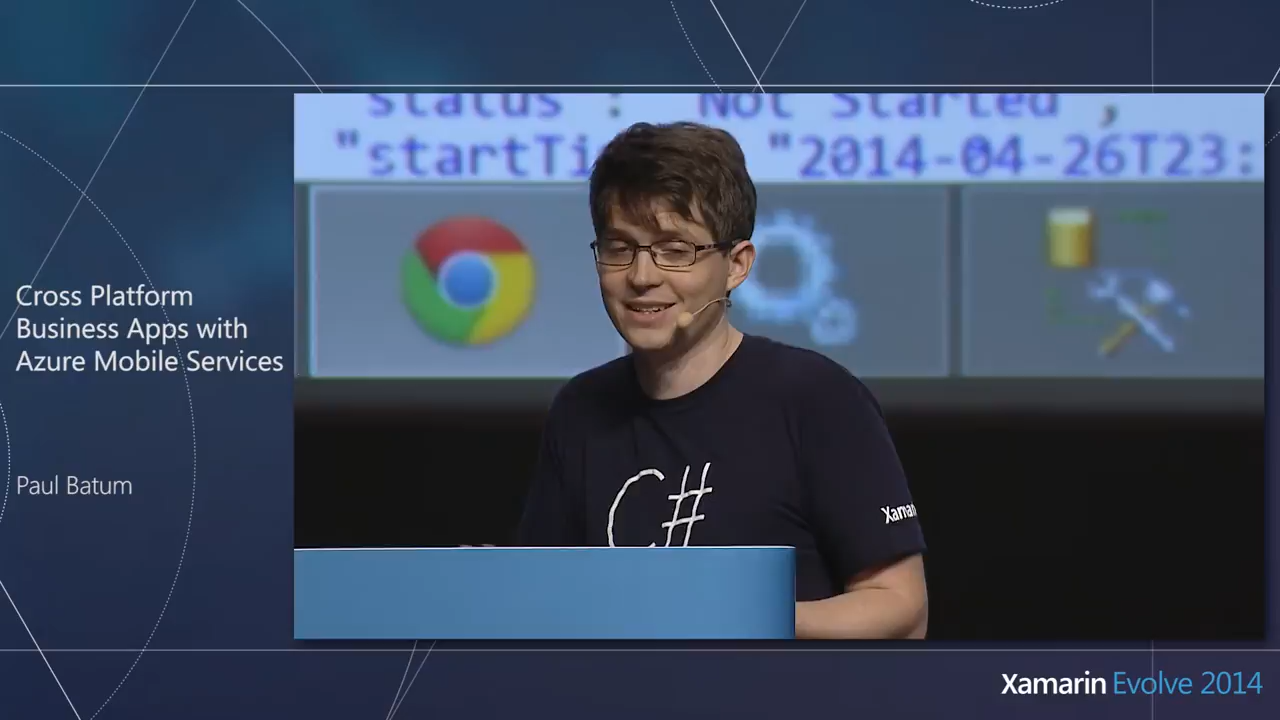 status : "Not Started",
"startTi "2014-04-26T23:
Cross Platform
Business Apps with
Azure Mobile Services
Paul Batum
C#
Xamar
Xamarin Evolve 2014